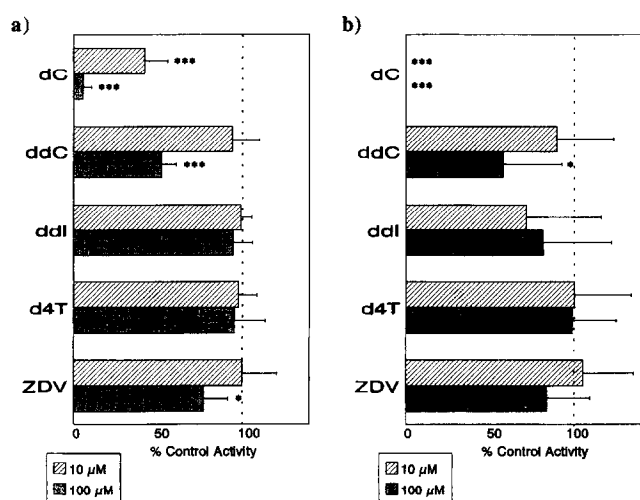 a)
dC
***
***
ddC
***
ddI
d4T
ZDV
*
0 50 100
% Control Activity
10 µM
100 µM
b)
dC
***
***
ddC
*
ddI
d4T
ZDV
0 50 100
% Control Activity
10 µM
100 µM